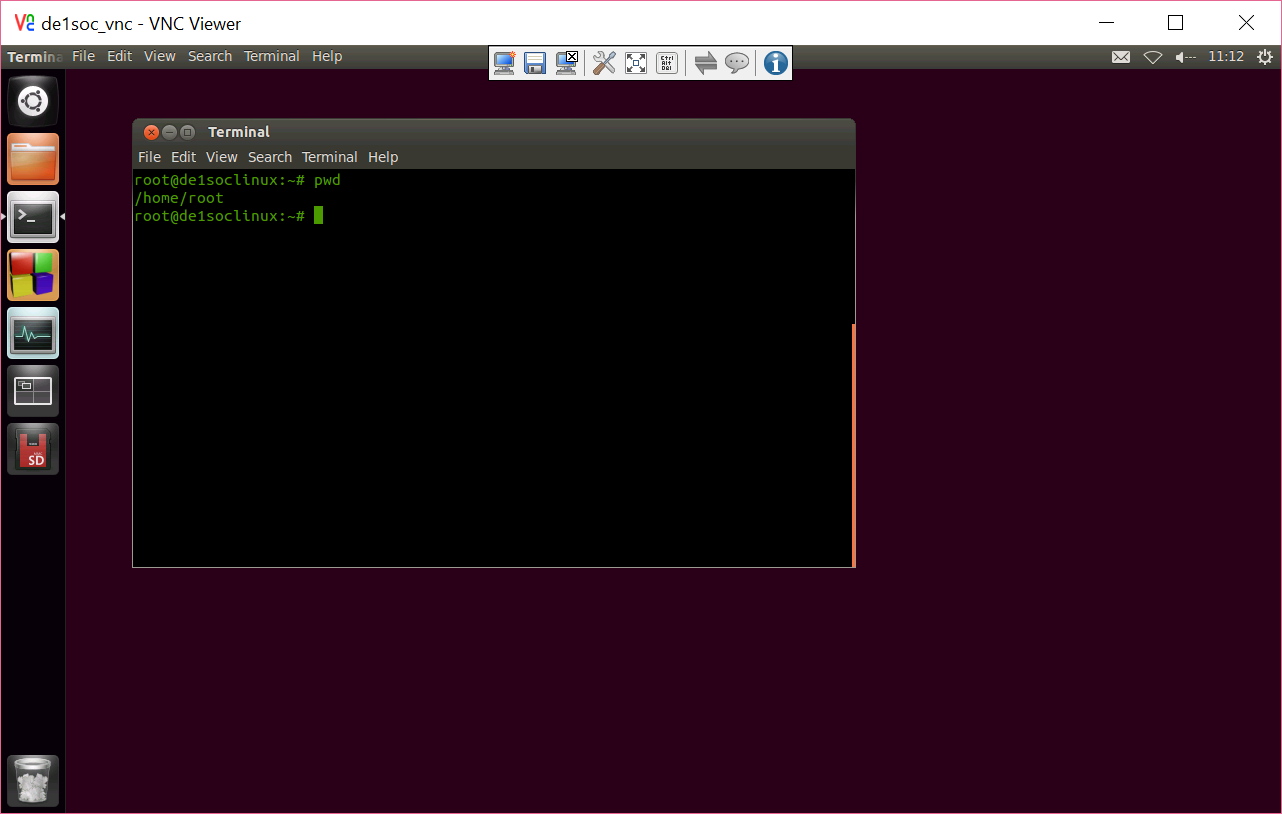 de1soc_vnc - VNC Viewer
Termina File Edit View Search Terminal Help
Ctrl Alt Del
11:12
Terminal
File Edit View Search Terminal Help
root@de1soclinux:~# pwd
/home/root
root@de1soclinux:~#
SD